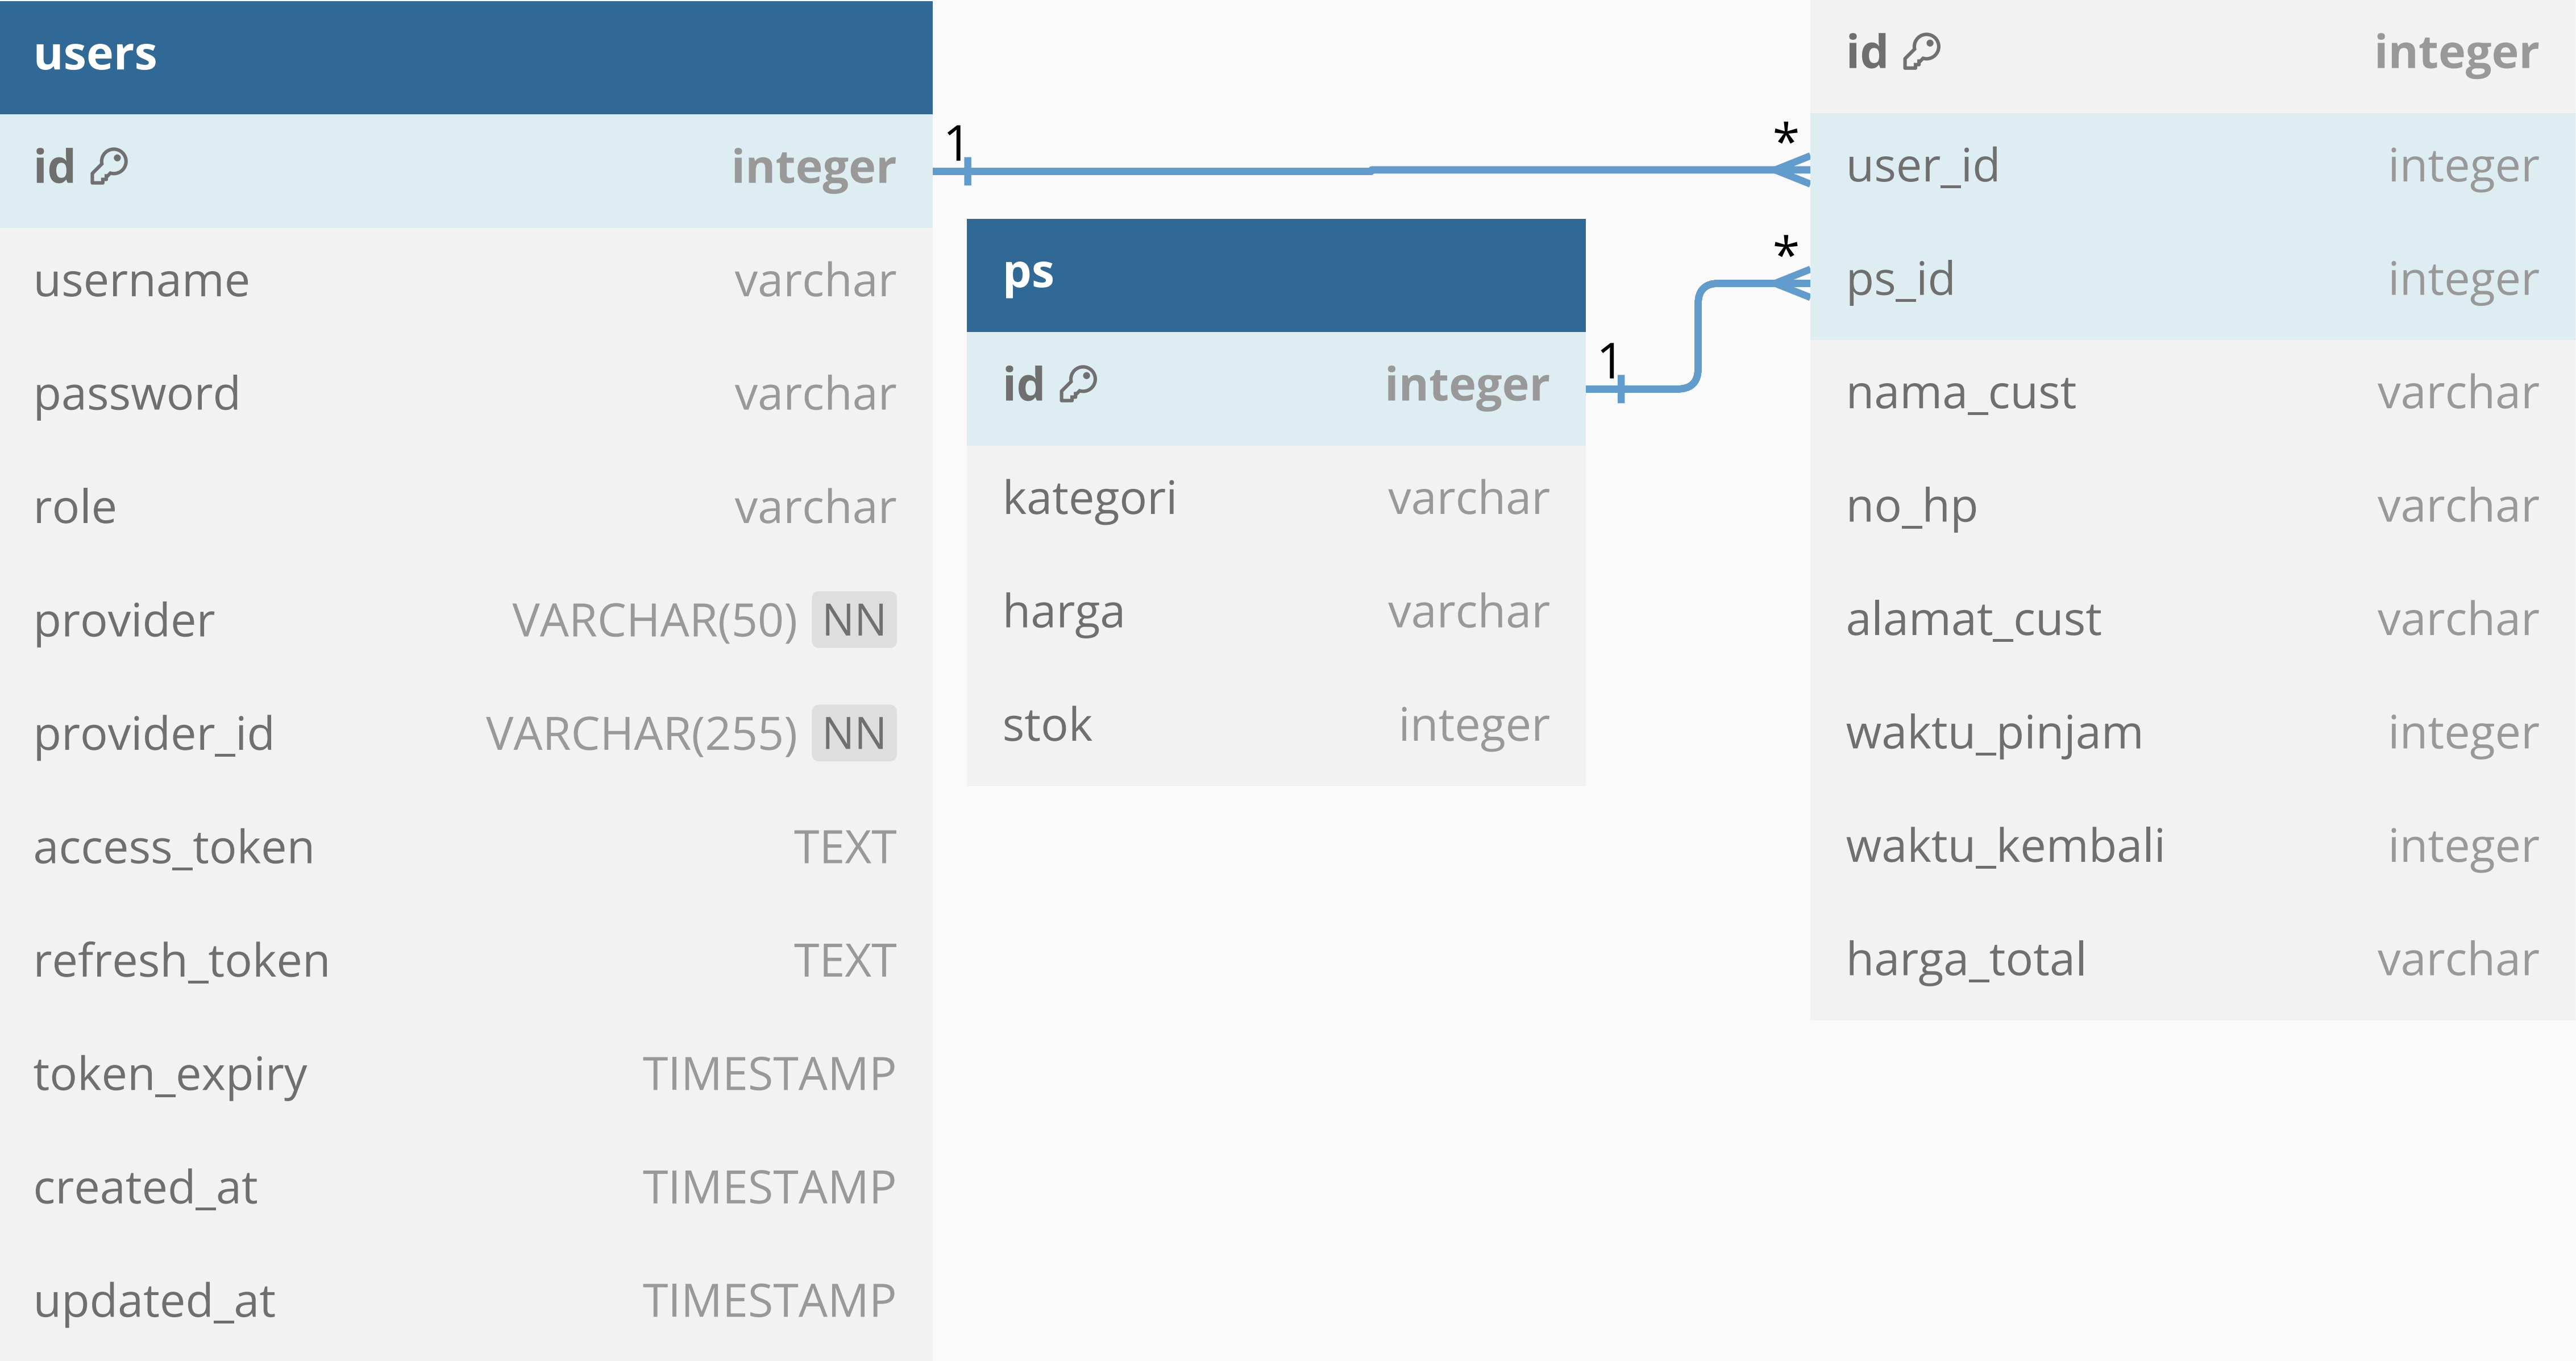 users
id integer
username varchar
password varchar
role varchar
provider VARCHAR(50) NN
provider_id VARCHAR(255) NN
access_token TEXT
refresh_token TEXT
token_expiry TIMESTAMP
created_at TIMESTAMP
updated_at TIMESTAMP
1
*
ps
id integer
kategori varchar
harga varchar
stok integer
1
*
id integer
user_id integer
ps_id integer
nama_cust varchar
no_hp varchar
alamat_cust varchar
waktu_pinjam integer
waktu_kembali integer
harga_total varchar